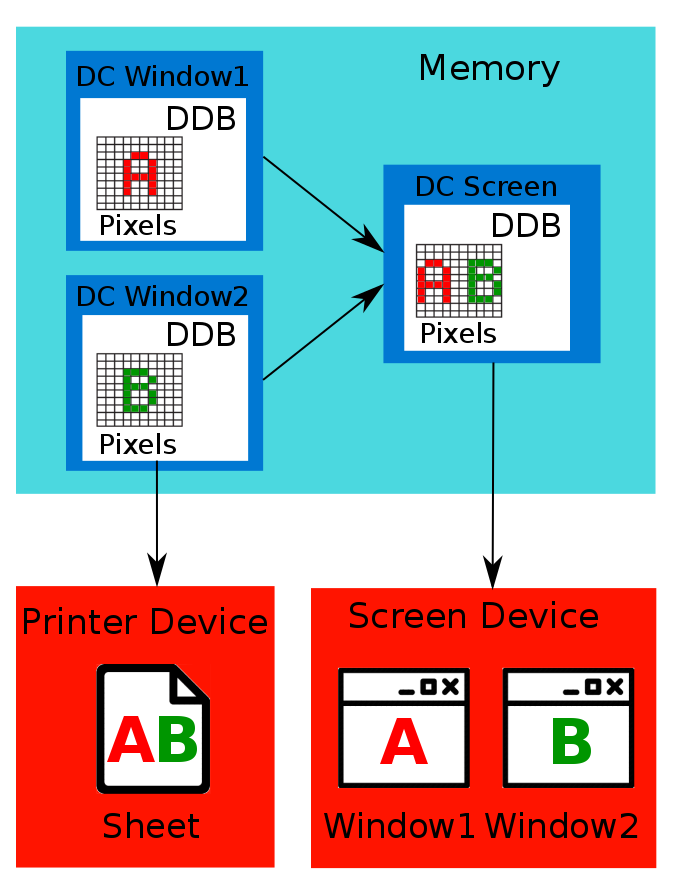 Memory
DC Window1
DDB
A
Pixels
DC Window2
DDB
B
Pixels
DC Screen
DDB
A B
Pixels
Printer Device
AB
Sheet
Screen Device
A
B
Window1
Window2